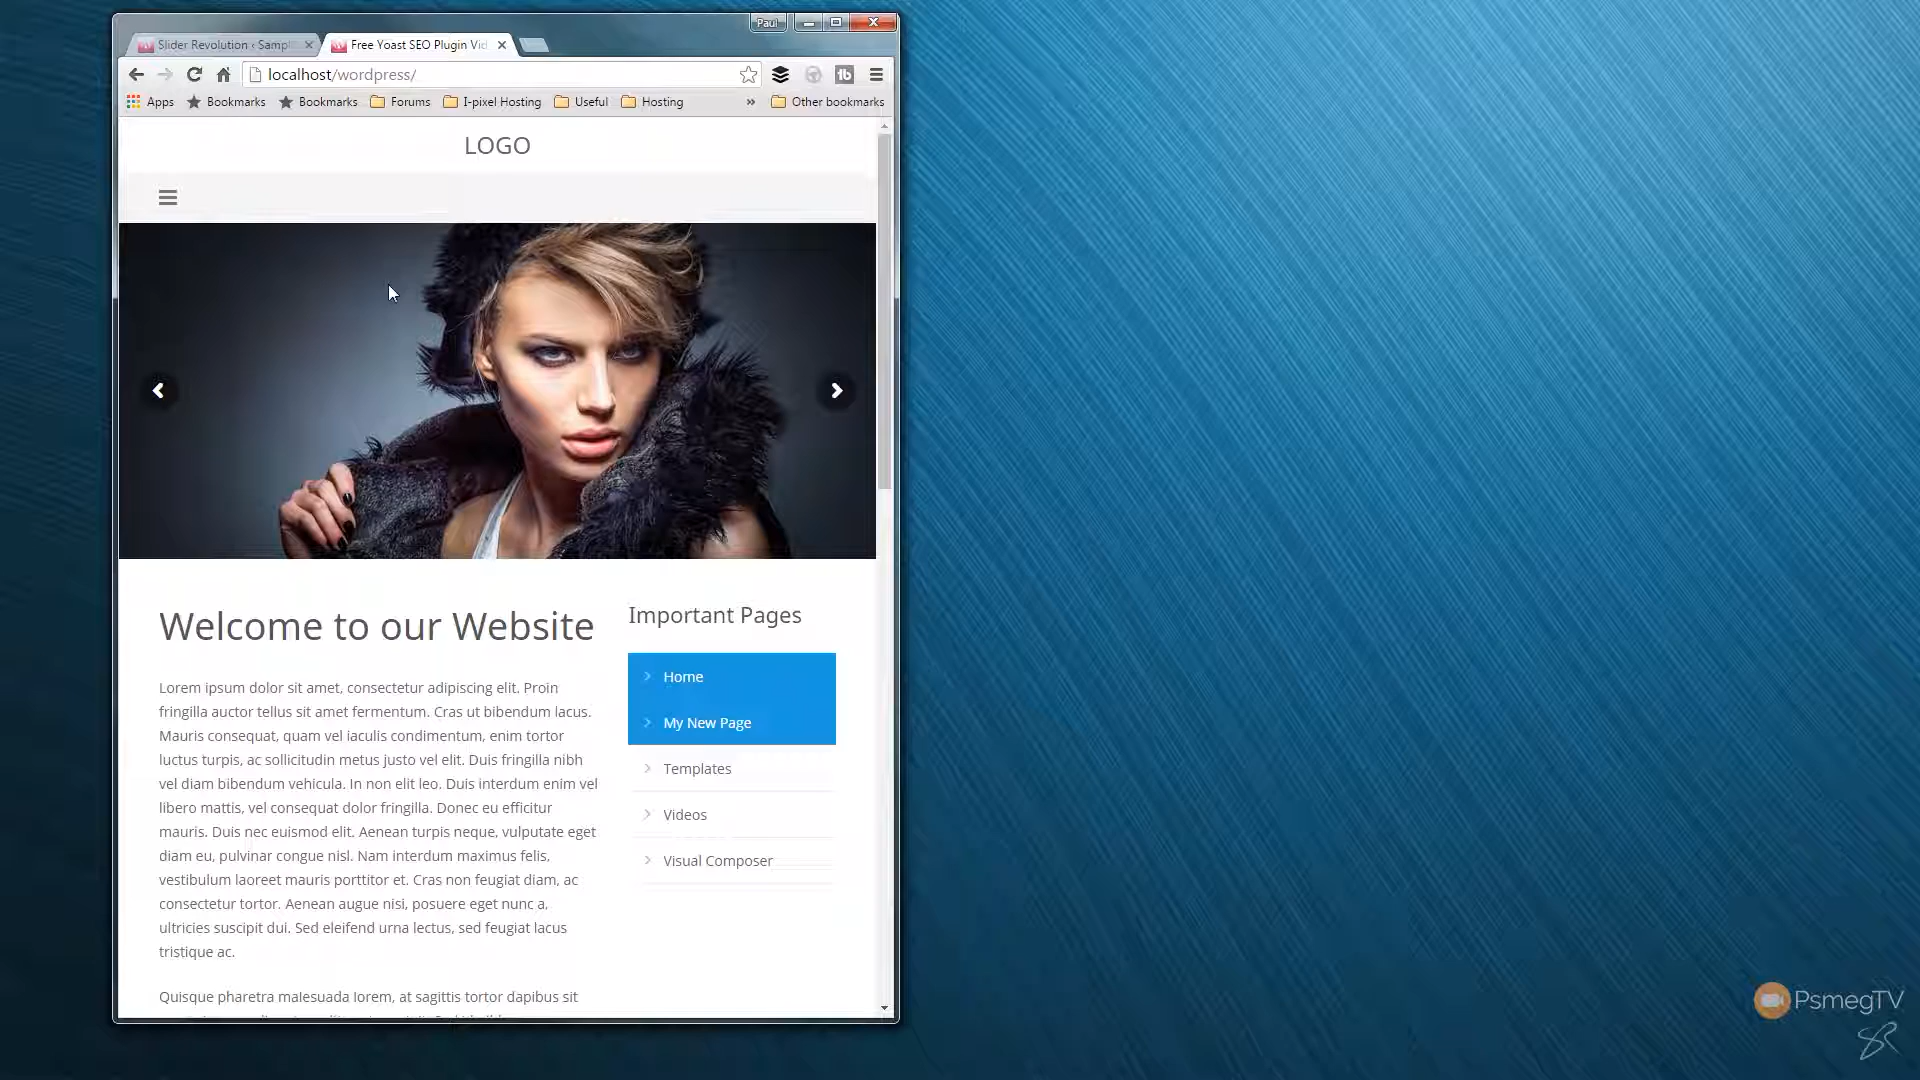 Paul
Slider Revolution ‹ Sampl
Free Yoast SEO Plugin Vid
localhost/wordpress/
Apps
Bookmarks
Bookmarks
Forums
I-pixel Hosting
Useful
Hosting
»
Other bookmarks
LOGO
Welcome to our Website
Lorem ipsum dolor sit amet, consectetur adipiscing elit. Proin
fringilla auctor tellus sit amet fermentum. Cras ut bibendum lacus.
Mauris consequat, quam vel iaculis condimentum, enim tortor
luctus turpis, ac sollicitudin metus justo vel elit. Duis fringilla nibh
vel diam bibendum vehicula. In non elit leo. Duis interdum enim vel
libero mattis, vel consequat dolor fringilla. Donec eu efficitur
mauris. Duis nec euismod elit. Aenean turpis neque, vulputate eget
diam eu, pulvinar congue nisl. Nam interdum maximus felis,
vestibulum laoreet mauris porttitor et. Cras non feugiat diam, ac
consectetur tortor. Aenean augue nisi, posuere eget nunc a,
ultricies suscipit dui. Sed eleifend urna lectus, sed feugiat lacus
tristique ac.
Quisque pharetra malesuada lorem, at sagittis tortor dapibus sit
Important Pages
Home
My New Page
Templates
Videos
Visual Composer
PsmegTV